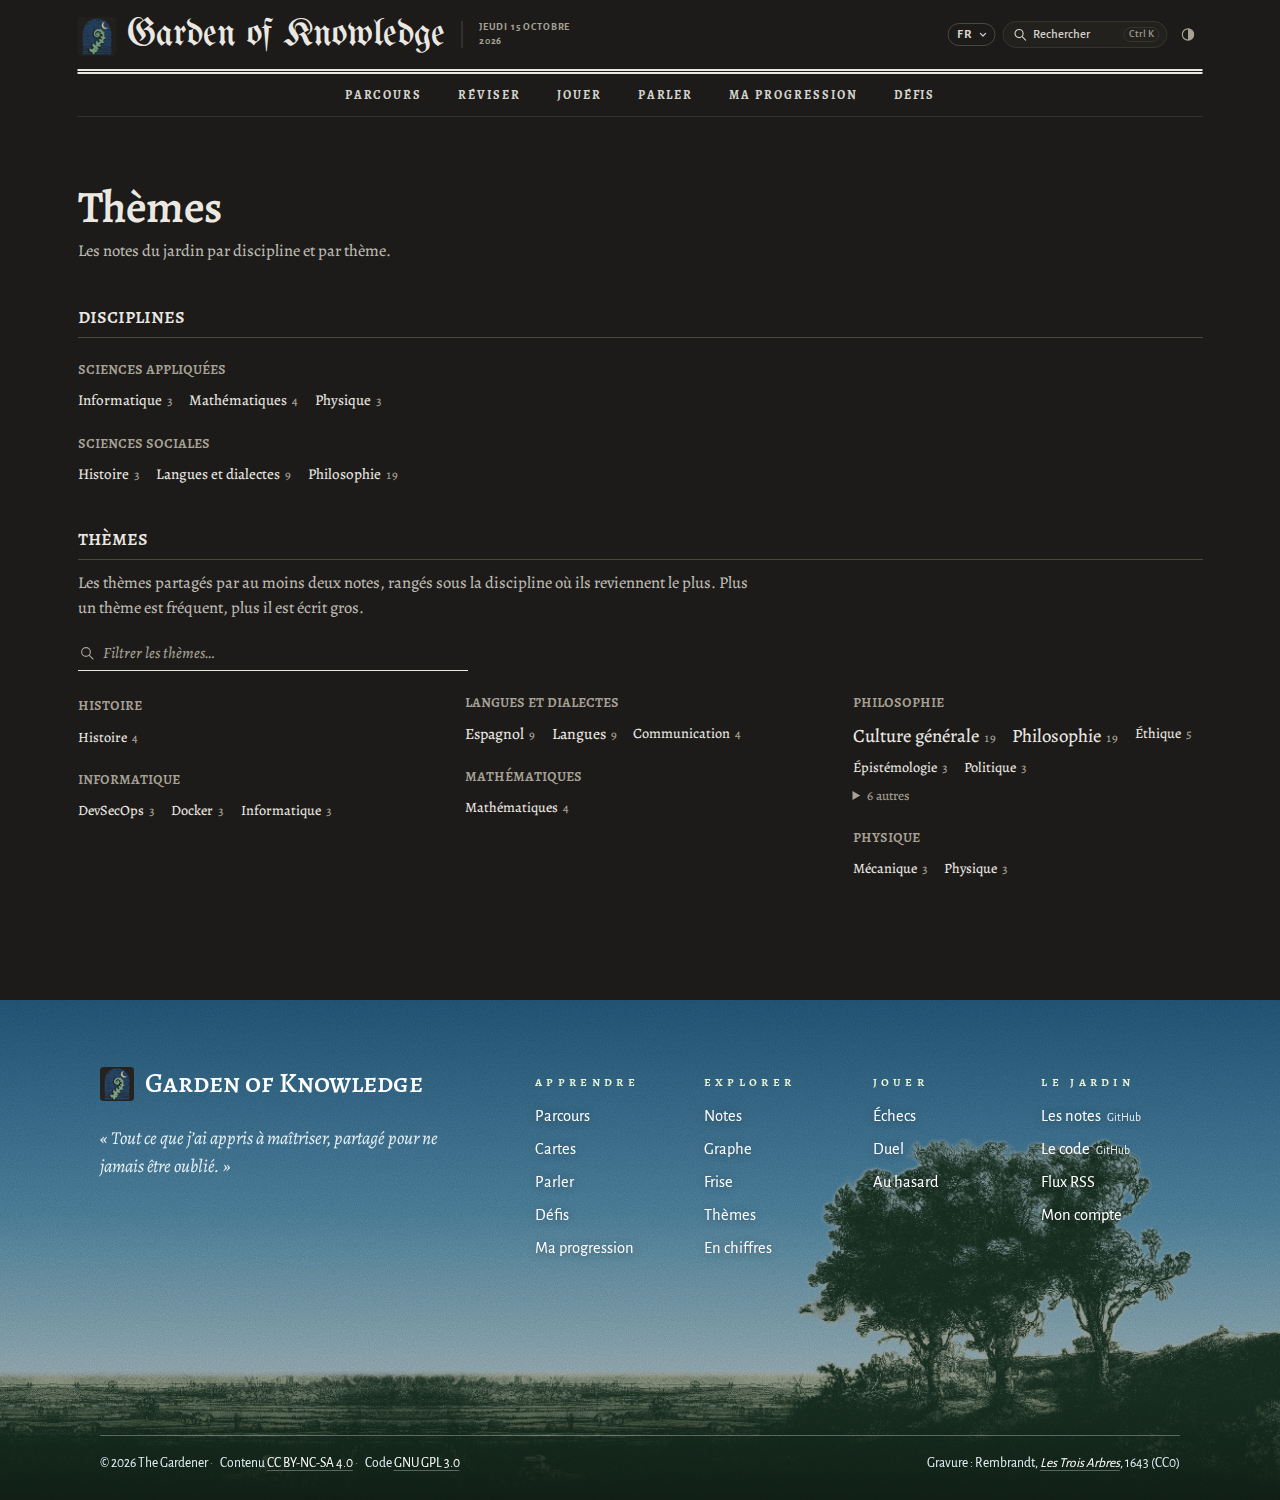 Garden of Knowledge
JEUDI 15 OCTOBRE
2026
FR
Rechercher
Ctrl K
PARCOURS RÉVISER JOUER PARLER MA PROGRESSION DÉFIS
Thèmes
Les notes du jardin par discipline et par thème.
DISCIPLINES
SCIENCES APPLIQUÉES
Informatique 3 Mathématiques 4 Physique 3
SCIENCES SOCIALES
Histoire 3 Langues et dialectes 9 Philosophie 19
THÈMES
Les thèmes partagés par au moins deux notes, rangés sous la discipline où ils reviennent le plus. Plus
un thème est fréquent, plus il est écrit gros.
Filtrer les thèmes...
HISTOIRE
Histoire 4
INFORMATIQUE
DevSecOps 3 Docker 3 Informatique 3
LANGUES ET DIALECTES
Espagnol 9 Langues 9 Communication 4
MATHÉMATIQUES
Mathématiques 4
PHILOSOPHIE
Culture générale 19 Philosophie 19 Éthique 5
Épistémologie 3 Politique 3
6 autres
PHYSIQUE
Mécanique 3 Physique 3
Garden of Knowledge
« Tout ce que j'ai appris à maîtriser, partagé pour ne
jamais être oublié. »
APPRENDRE
Parcours
Cartes
Parler
Défis
Ma progression
EXPLORER
Notes
Graphe
Frise
Thèmes
En chiffres
JOUER
Échecs
Duel
Au hasard
LE JARDIN
Les notes GitHub
Le code GitHub
Flux RSS
Mon compte
© 2026 The Gardener · Contenu CC BY-NC-SA 4.0 · Code GNU GPL 3.0
Gravure : Rembrandt, Les Trois Arbres, 1643 (CC0)